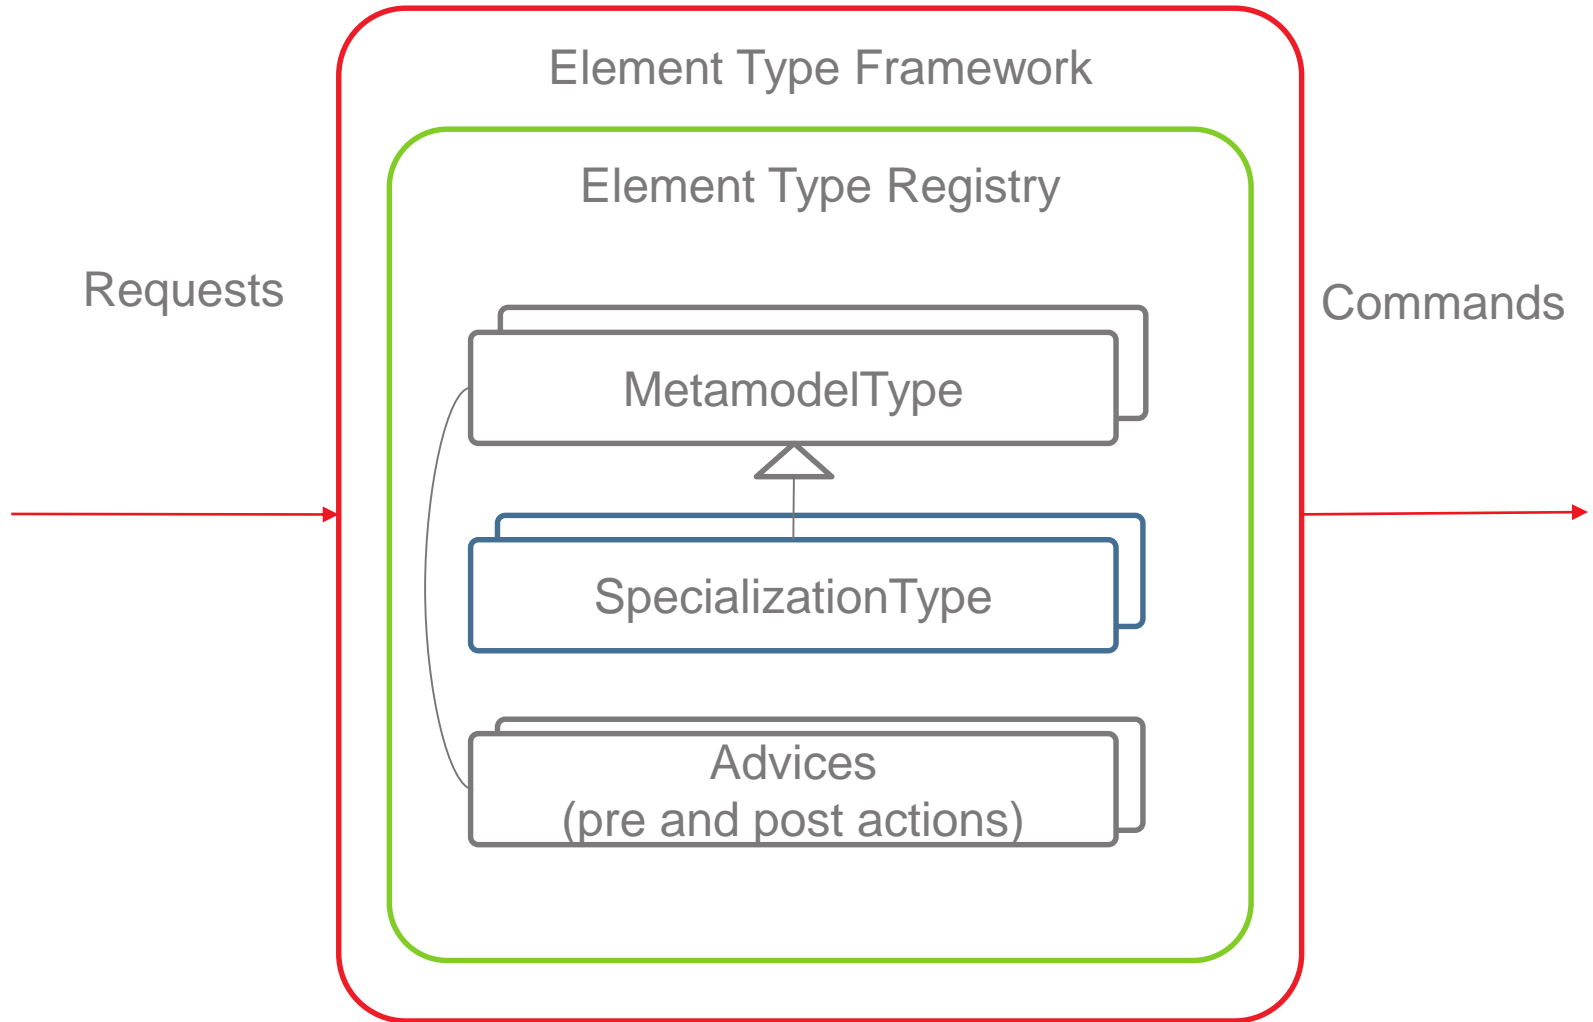 Element Type Framework
Element Type Registry
Requests
Commands
MetamodelType
SpecializationType
Advices
(pre and post actions)